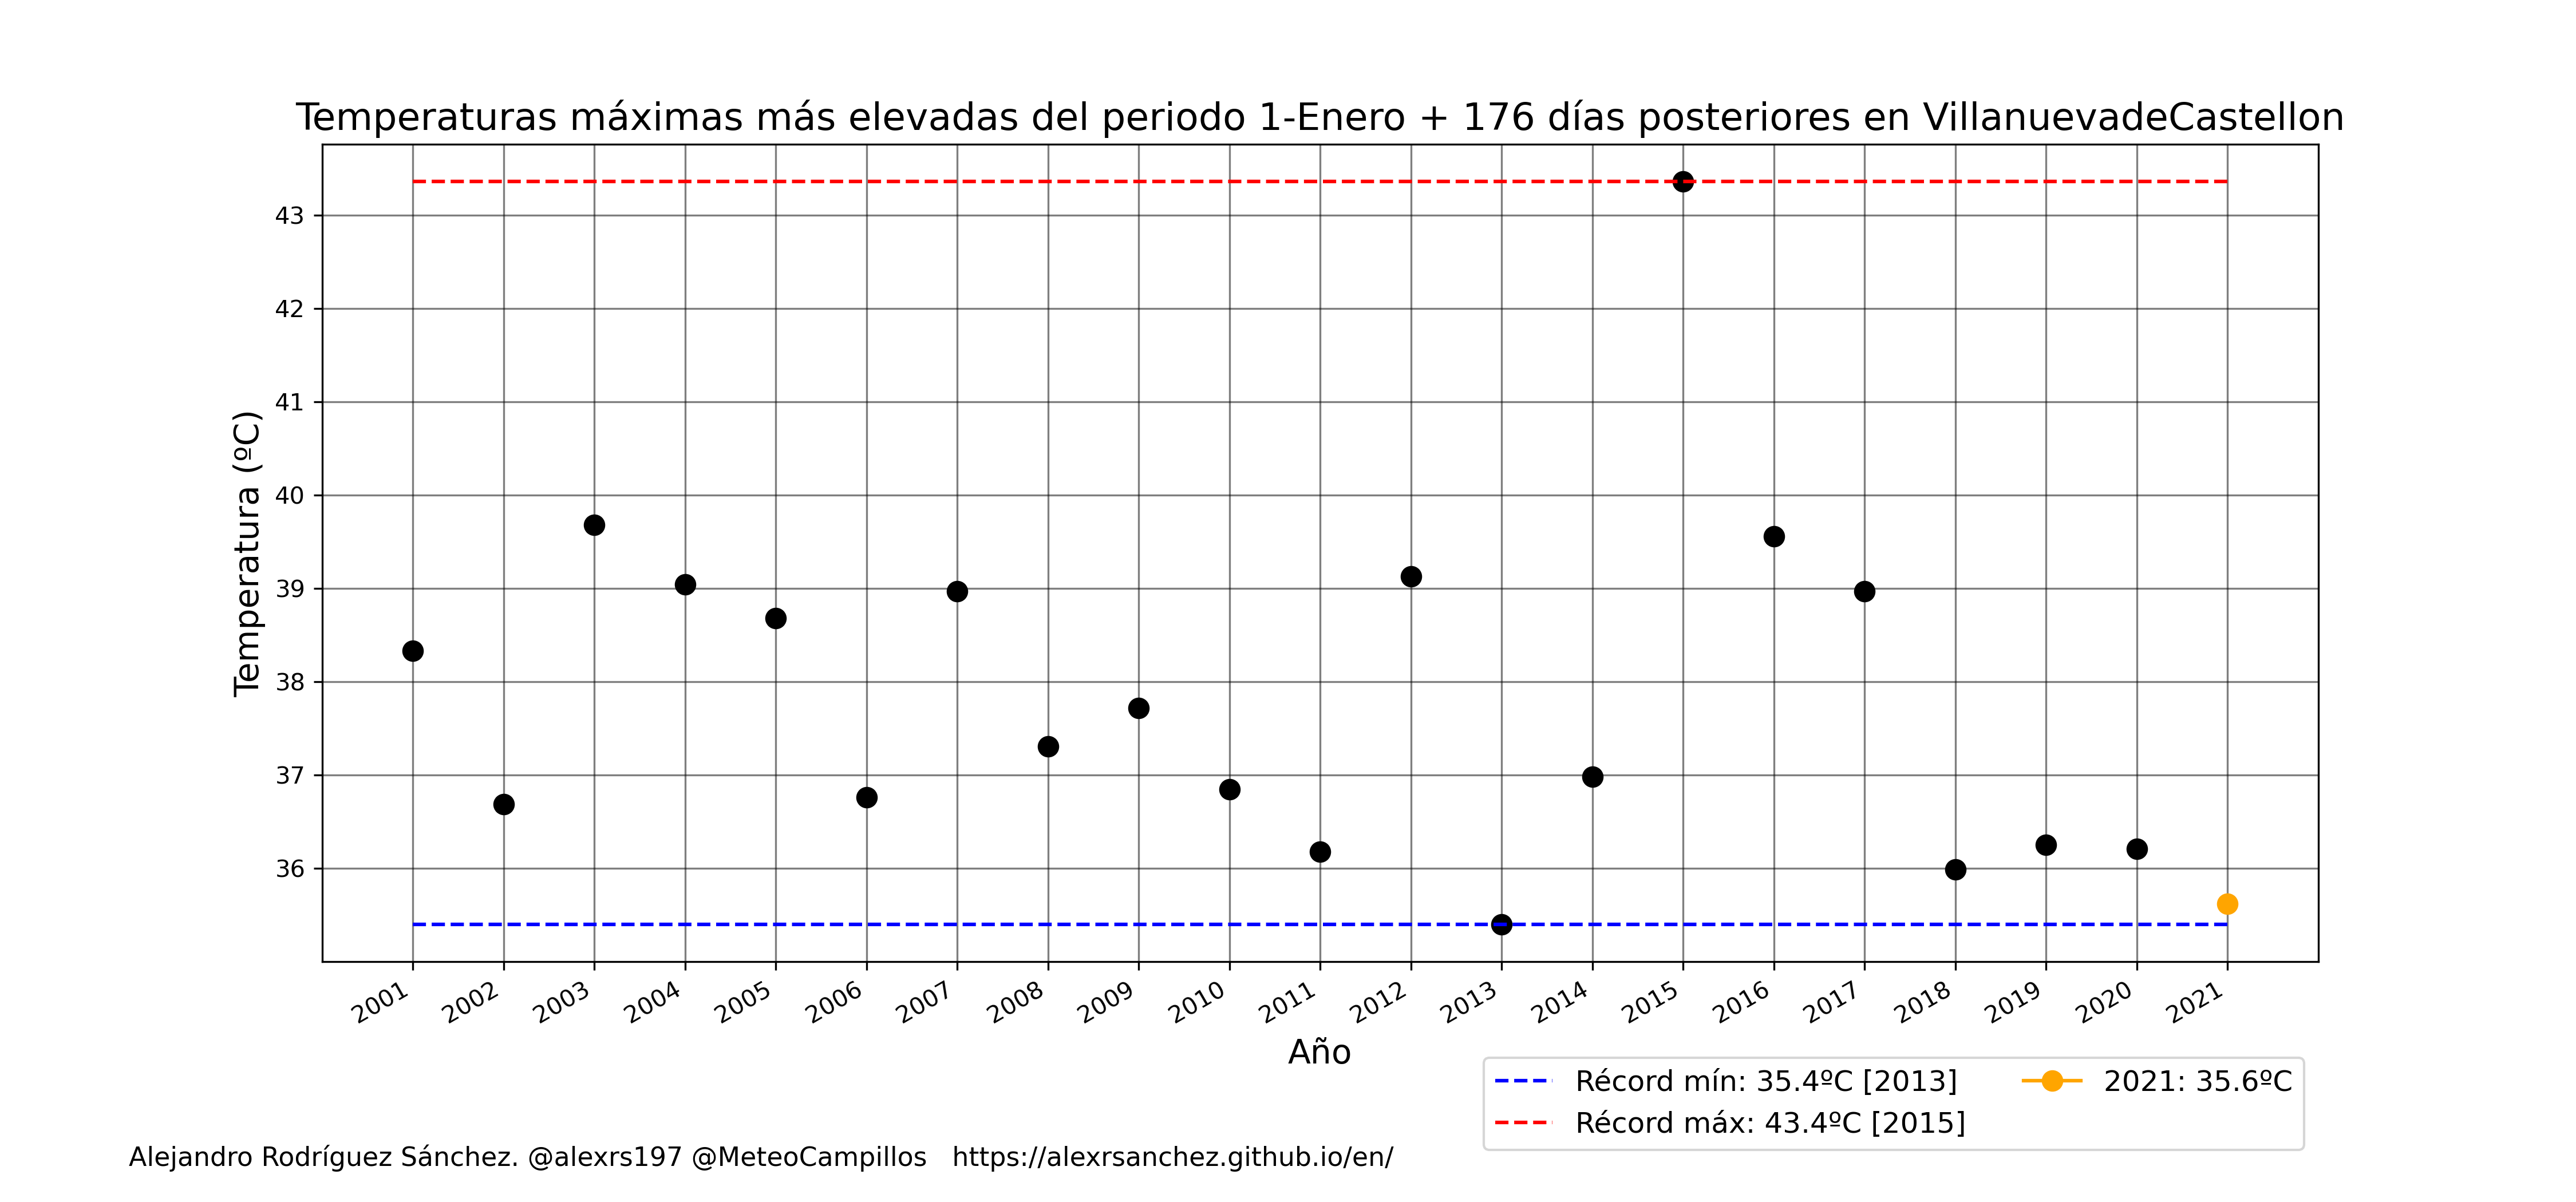 Temperaturas máximas más elevadas del periodo 1-Enero + 176 días posteriores en VillanuevadeCastellon
Temperatura (ºC)
43
42
41
40
39
38
37
36
2001 2002 2003 2004 2005 2006 2007 2008 2009 2010 2011 2012 2013 2014 2015 2016 2017 2018 2019 2020 2021
Año
Récord mín: 35.4ºC [2013]
Récord máx: 43.4ºC [2015]
2021: 35.6ºC
Alejandro Rodríguez Sánchez. @alexrs197 @MeteoCampillos https://alexrsanchez.github.io/en/